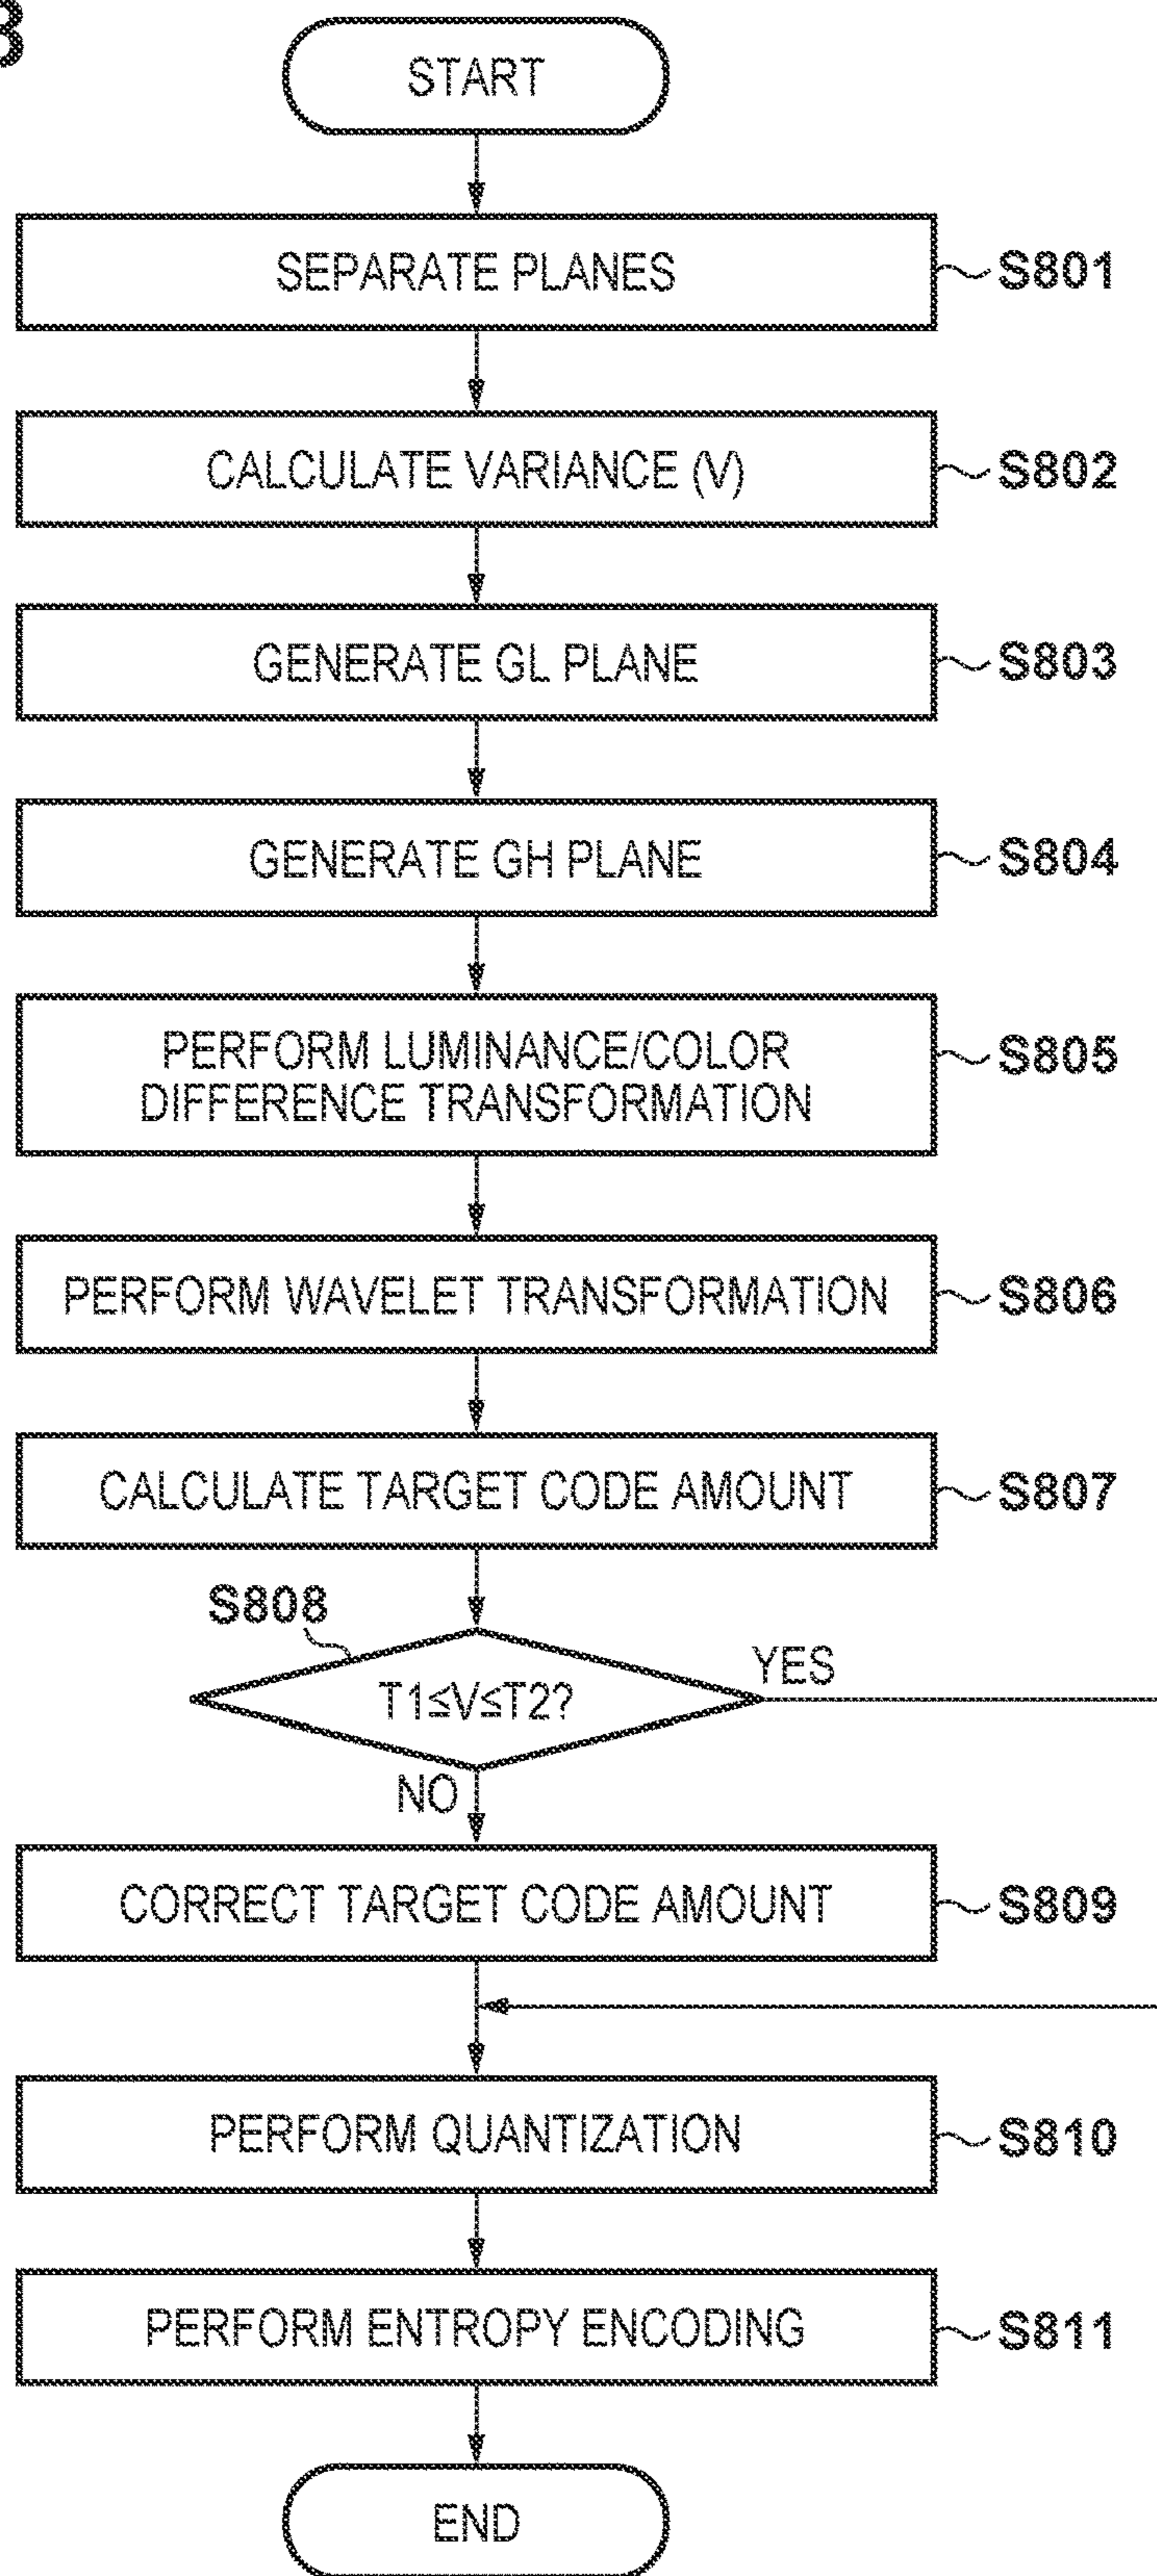 8
START
SEPARATE PLANES
S801
CALCULATE VARIANCE (V)
S802
GENERATE GL PLANE
S803
GENERATE GH PLANE
S804
PERFORM LUMINANCE/COLOR
DIFFERENCE TRANSFORMATION
S805
PERFORM WAVELET TRANSFORMATION
S806
CALCULATE TARGET CODE AMOUNT
S807
S808
T1≤V≤T2?
YES
NO
CORRECT TARGET CODE AMOUNT
S809
PERFORM QUANTIZATION
S810
PERFORM ENTROPY ENCODING
S811
END